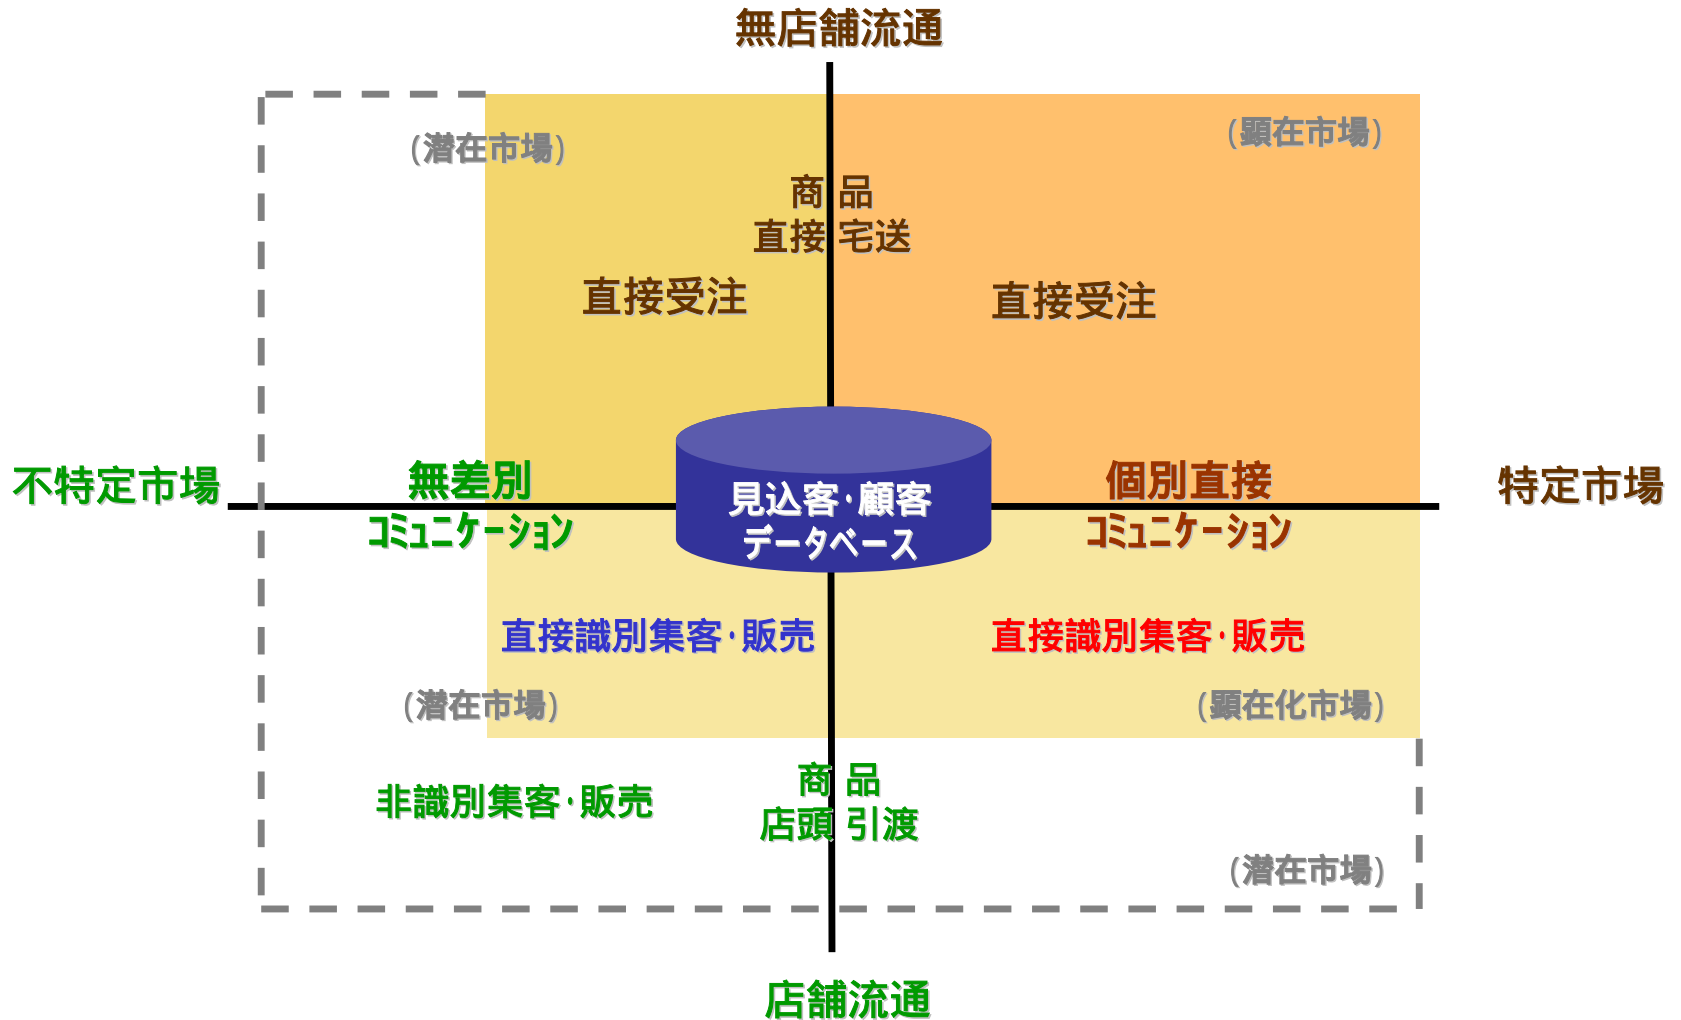 無店舗流通
(潜在市場)
(顕在市場)
商 品
直接 宅送
直接受注
直接受注
不特定市場
無差別
ｺﾐｭﾆｹｰｼｮﾝ
見込客･顧客
ﾃﾞｰﾀﾍﾞｰｽ
個別直接
ｺﾐｭﾆｹｰｼｮﾝ
特定市場
直接識別集客･販売
直接識別集客･販売
(潜在市場)
(顕在化市場)
商 品
店頭 引渡
非識別集客･販売
(潜在市場)
店舗流通